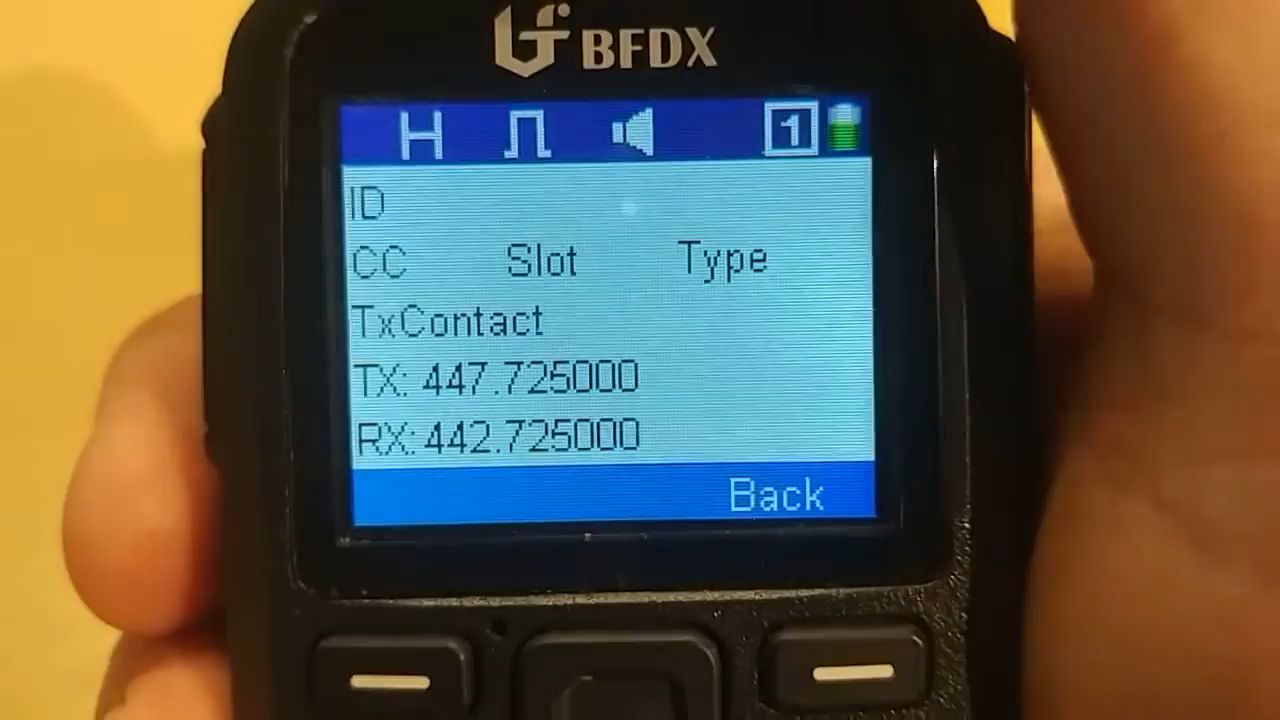 BFDX
H 1
ID
CC Slot Type
TxContact
TX: 447.725000
RX: 442.725000
Back